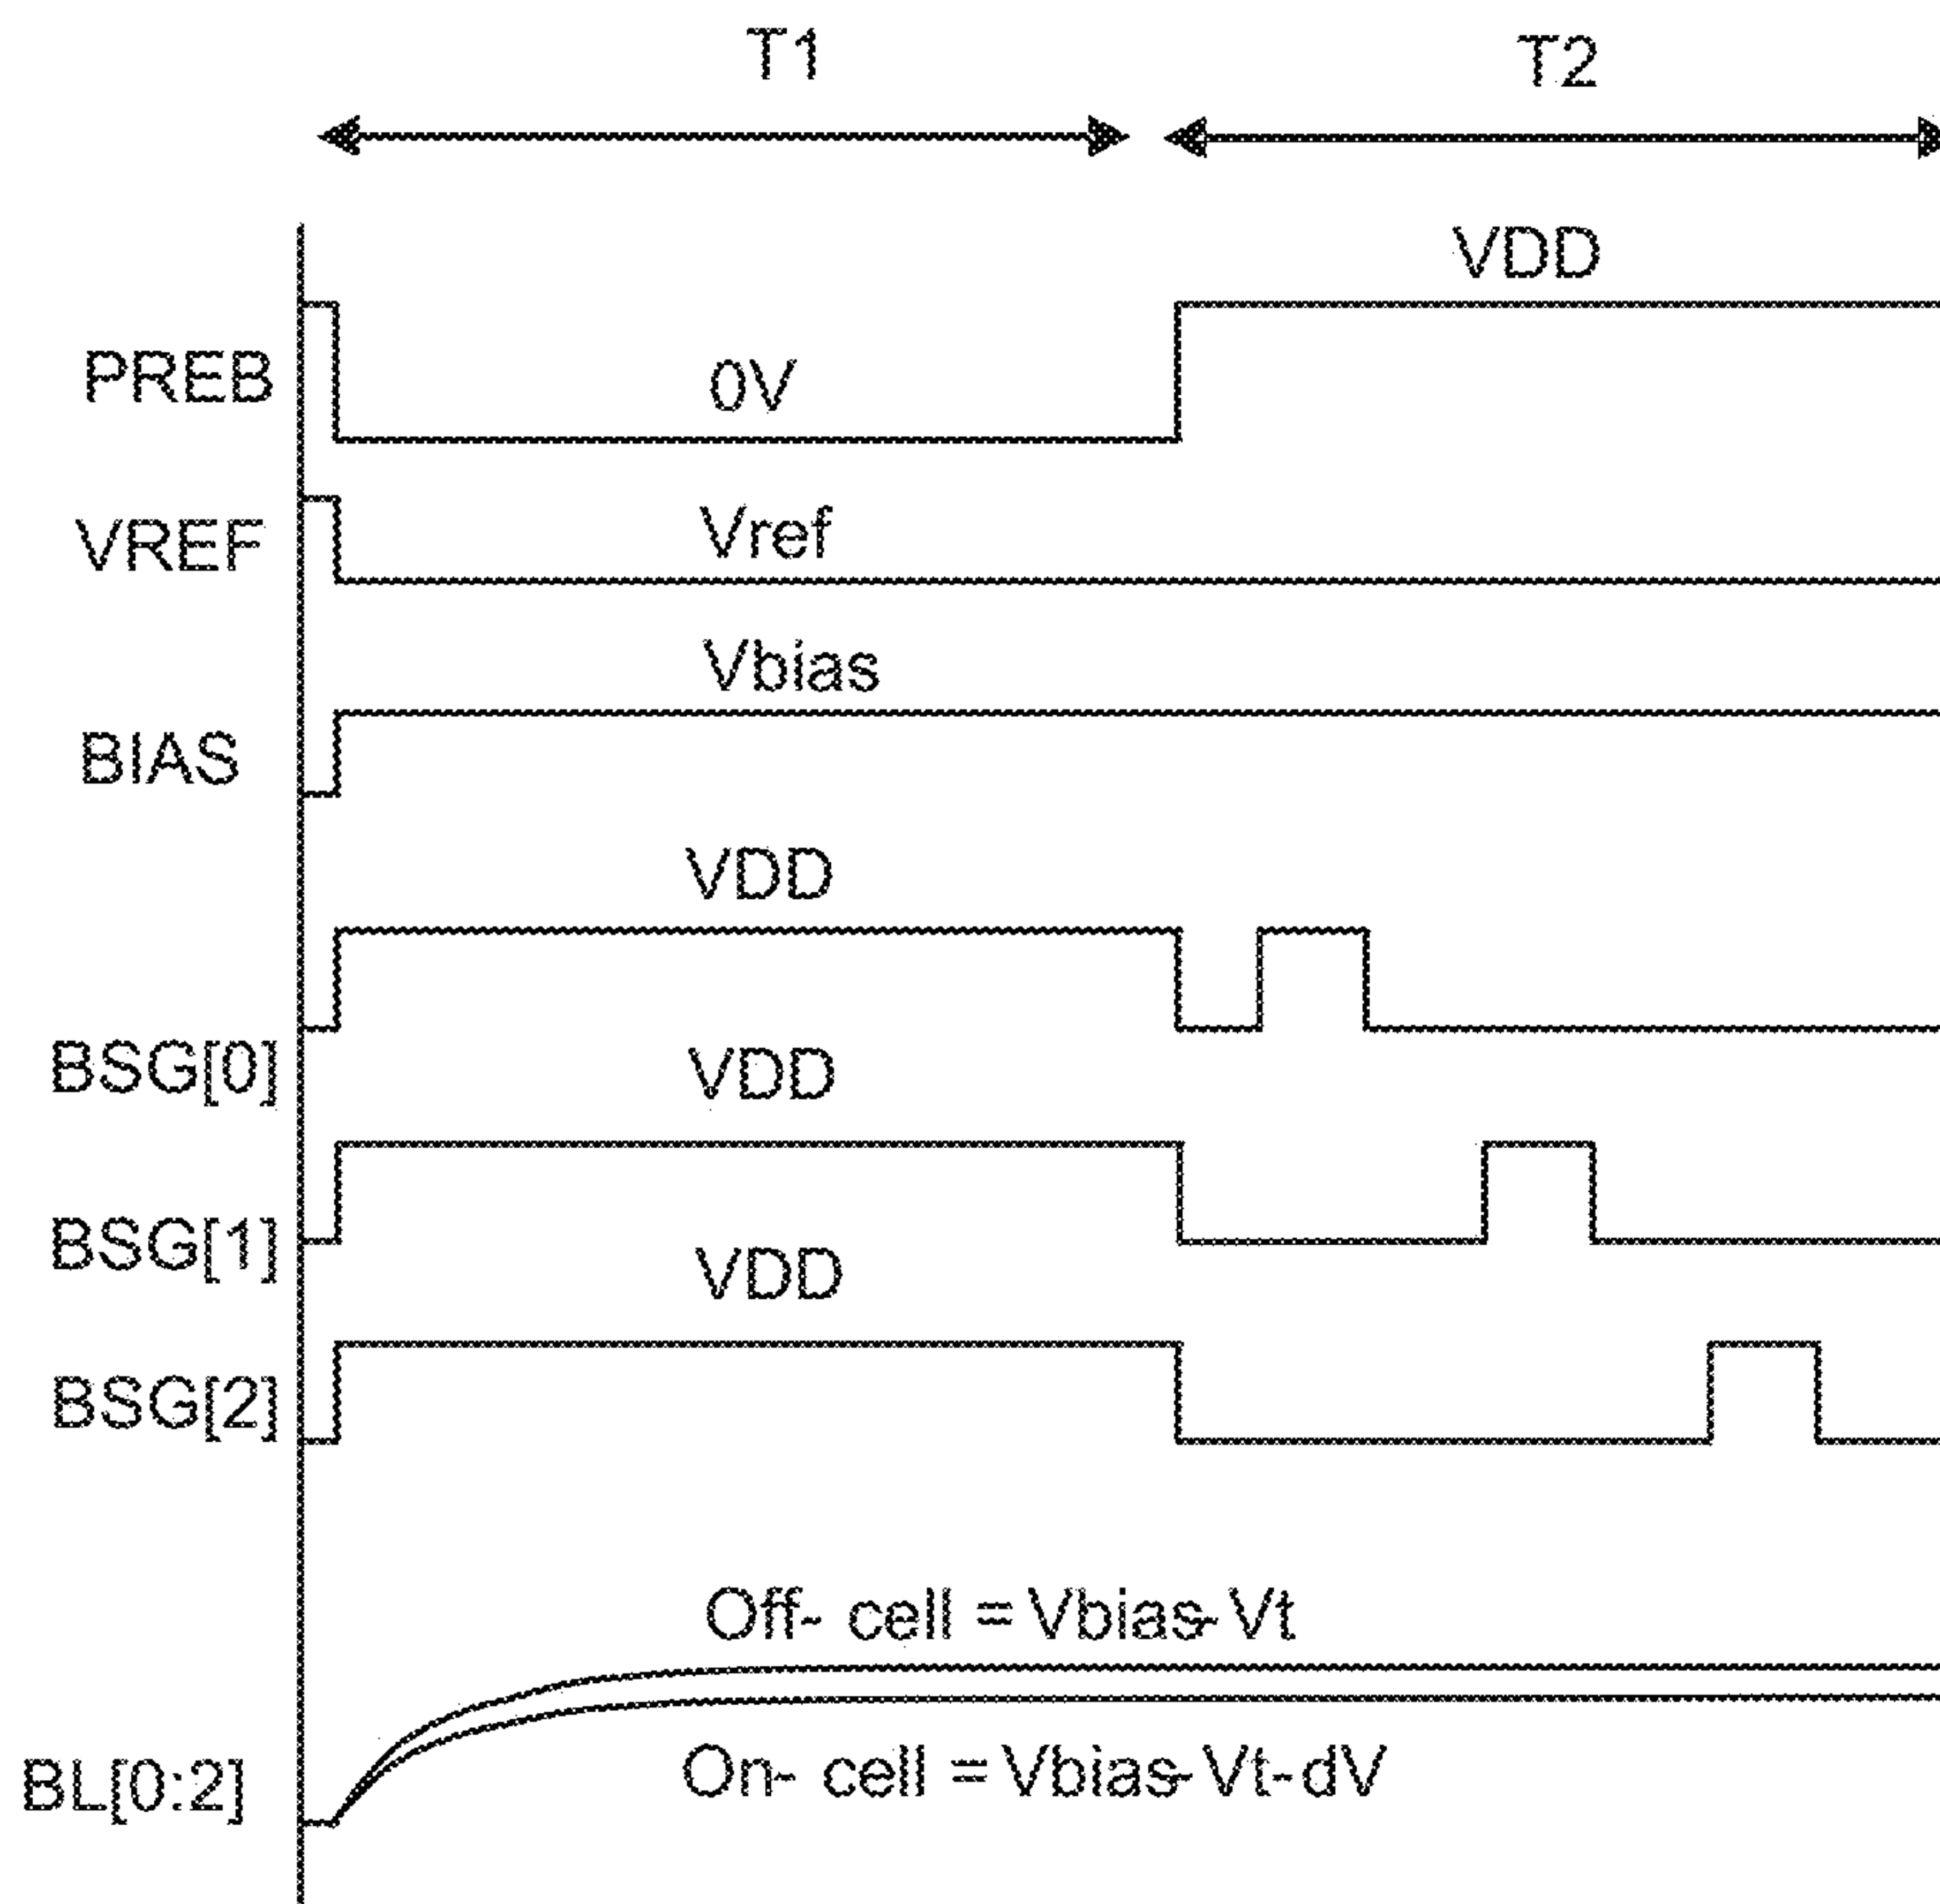 T1
T2
VDD
PREB
0V
VREF
Vref
Vbias
BIAS
VDD
BSG[0]
VDD
BSG[1]
VDD
BSG[2]
Off- cell = Vbias-Vt
BL[0:2]
On- cell = Vbias-Vt-dV